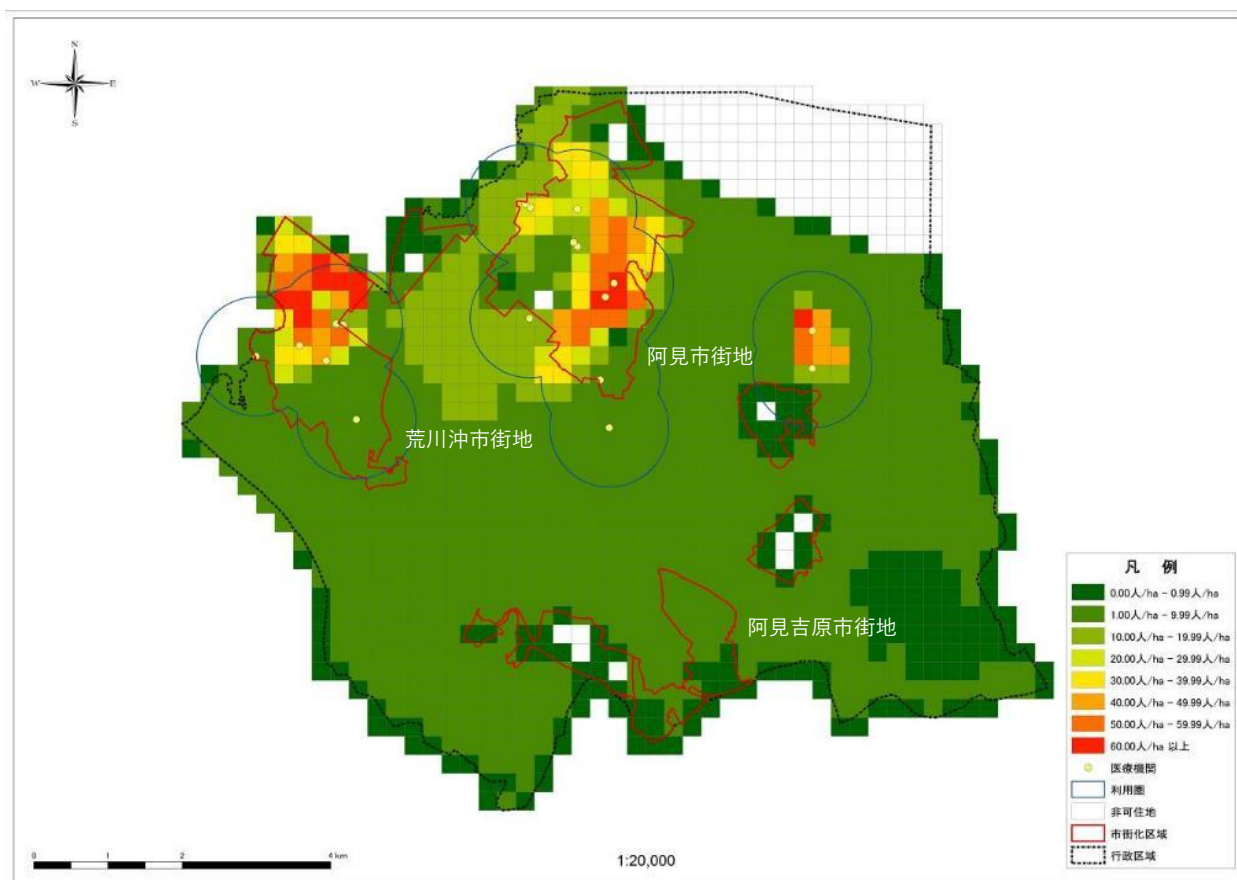 N
W
E
S
阿見市街地
荒川沖市街地
阿見吉原市街地
凡 例
0.00人/ha - 0.99人/ha
1.00人/ha - 9.99人/ha
10.00人/ha - 19.99人/ha
20.00人/ha - 29.99人/ha
30.00人/ha - 39.99人/ha
40.00人/ha - 49.99人/ha
50.00人/ha - 59.99人/ha
60.00人/ha 以上
医療機関
利用圏
非可住地
市街化区域
行政区域
0 1 2 4 km
1:20,000